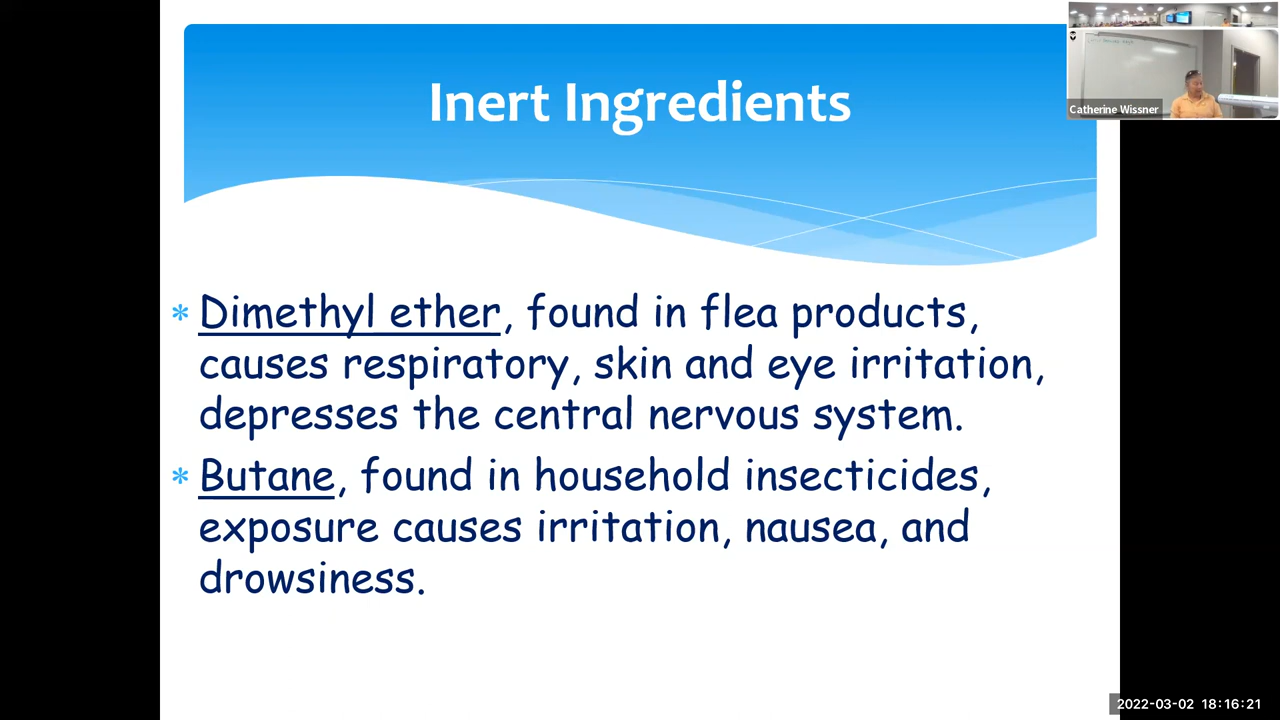 Inert Ingredients
Catherine Wissner
* Dimethyl ether, found in flea products,
causes respiratory, skin and eye irritation,
depresses the central nervous system.
* Butane, found in household insecticides,
exposure causes irritation, nausea, and
drowsiness.
2022-03-02 18:16:21